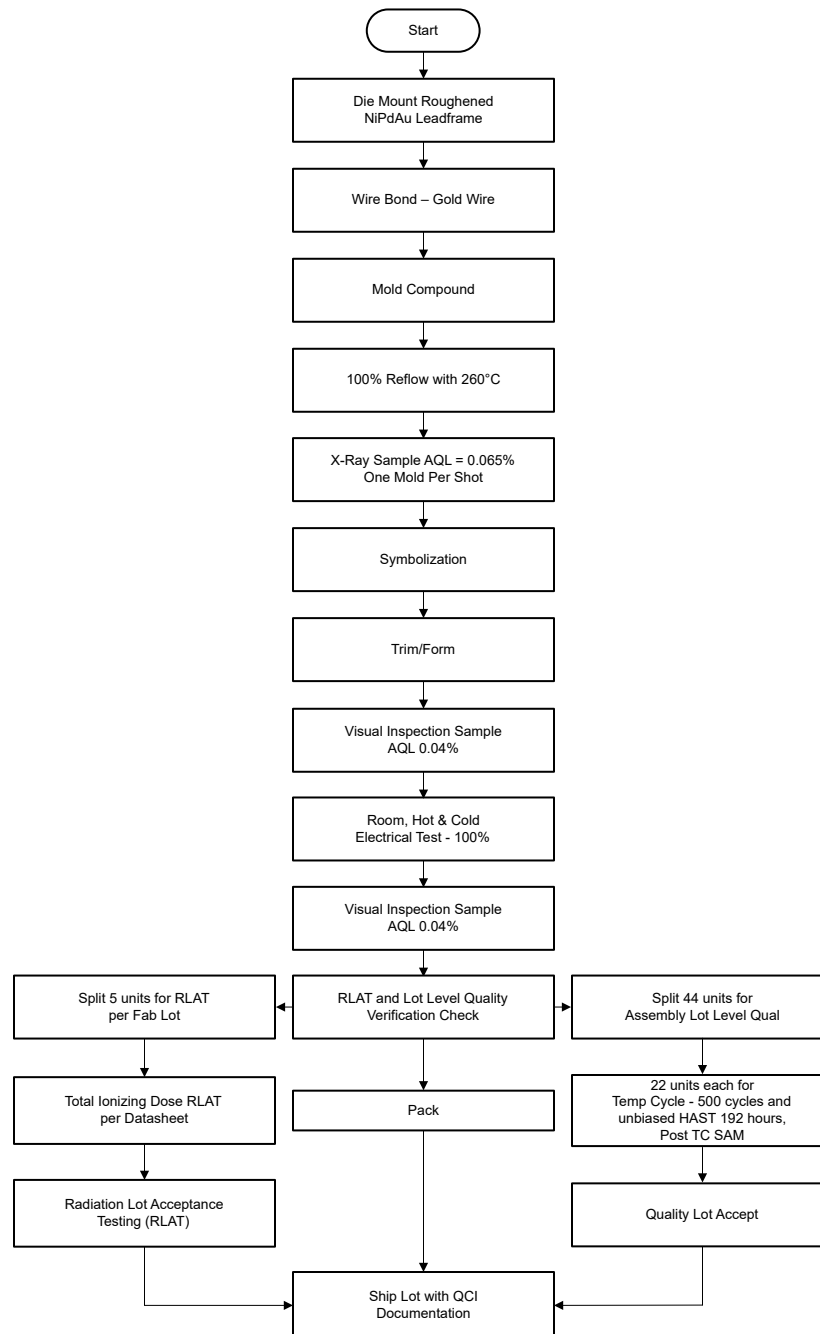 Start
Die Mount Roughened
NiPdAu Leadframe
Wire Bond – Gold Wire
Mold Compound
100% Reflow with 260°C
X-Ray Sample AQL = 0.065%
One Mold Per Shot
Symbolization
Trim/Form
Visual Inspection Sample
AQL 0.04%
Room, Hot & Cold
Electrical Test - 100%
Visual Inspection Sample
AQL 0.04%
Split 5 units for RLAT
per Fab Lot
RLAT and Lot Level Quality
Verification Check
Split 44 units for
Assembly Lot Level Qual
Total Ionizing Dose RLAT
per Datasheet
Pack
22 units each for
Temp Cycle - 500 cycles and
unbiased HAST 192 hours,
Post TC SAM
Radiation Lot Acceptance
Testing (RLAT)
Quality Lot Accept
Ship Lot with QCI
Documentation